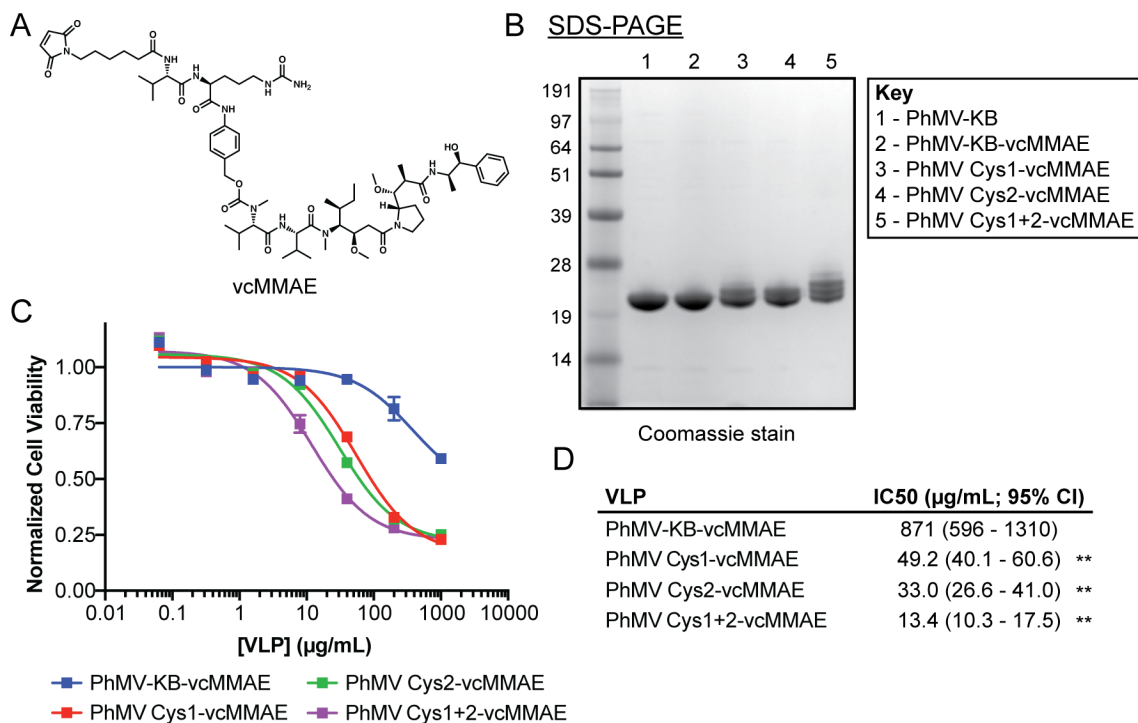 A
O
N
O
O
H
N
O
H
N
O
NH
O
N
H
NH2
O
O
O
N
O
H
N
O
N
O
O
N
O
H
O
H
N
HO
vcMMAE
B SDS-PAGE
1 2 3 4 5
191
97
64
51
39
28
19
14
Coomassie stain
Key
1 - PhMV-KB
2 - PhMV-KB-vcMMAE
3 - PhMV Cys1-vcMMAE
4 - PhMV Cys2-vcMMAE
5 - PhMV Cys1+2-vcMMAE
C
Normalized Cell Viability
1.00
0.75
0.50
0.25
0.00
0.01 0.1 1 10 100 1000 10000
[VLP] (µg/mL)
PhMV-KB-vcMMAE PhMV Cys2-vcMMAE
PhMV Cys1-vcMMAE PhMV Cys1+2-vcMMAE
D
VLP IC50 (µg/mL; 95% CI)
PhMV-KB-vcMMAE 871 (596 - 1310)
PhMV Cys1-vcMMAE 49.2 (40.1 - 60.6) **
PhMV Cys2-vcMMAE 33.0 (26.6 - 41.0) **
PhMV Cys1+2-vcMMAE 13.4 (10.3 - 17.5) **